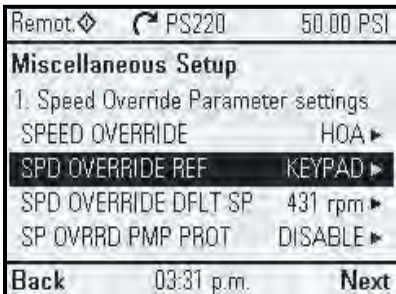 Remot. PS220 50.00 PSI
Miscellaneous Setup
1. Speed Override Parameter settings
SPEED OVERRIDE HOA
SPD OVERRIDE REF KEYPAD
SPD OVERRIDE DFLT SP 431 rpm
SP OVRRD PMP PROT DISABLE
Back 03:31 p.m. Next